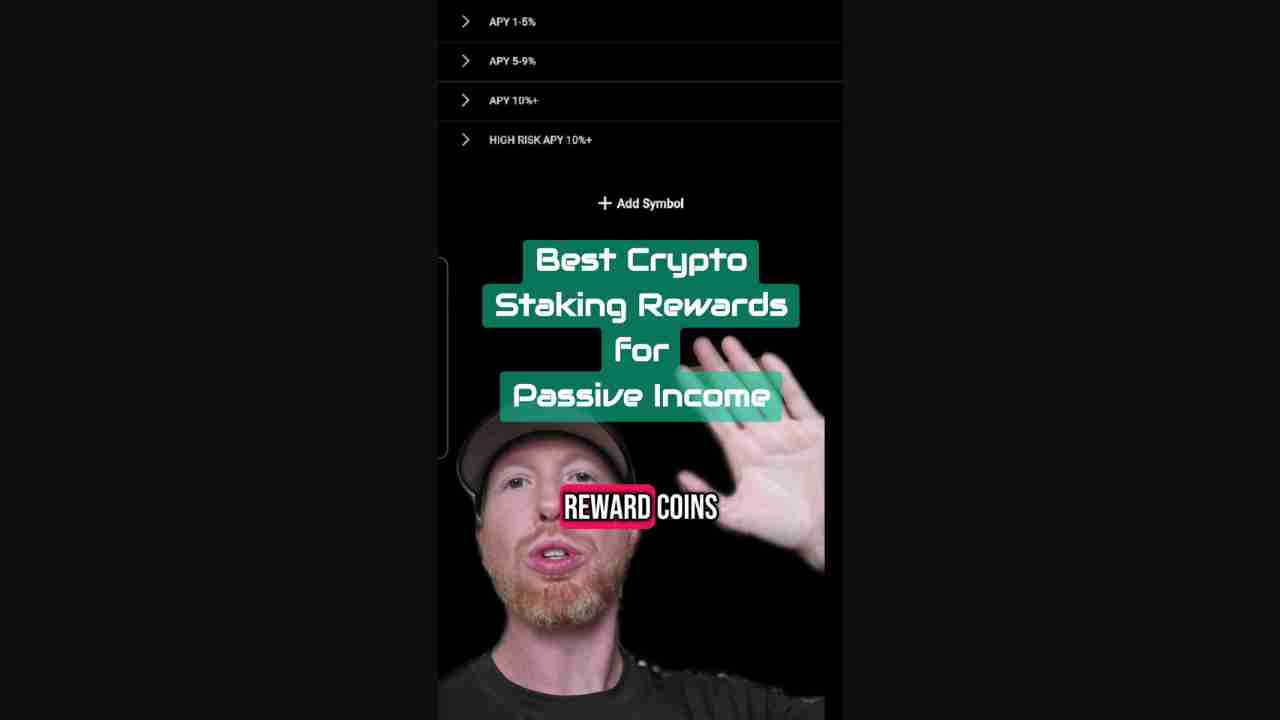 APY 1-5%
APY 5-9%
APY 10%+
HIGH RISK APY 10%+
+ Add Symbol
Best Crypto
Staking Rewards
for
Passive Income
REWARD COINS